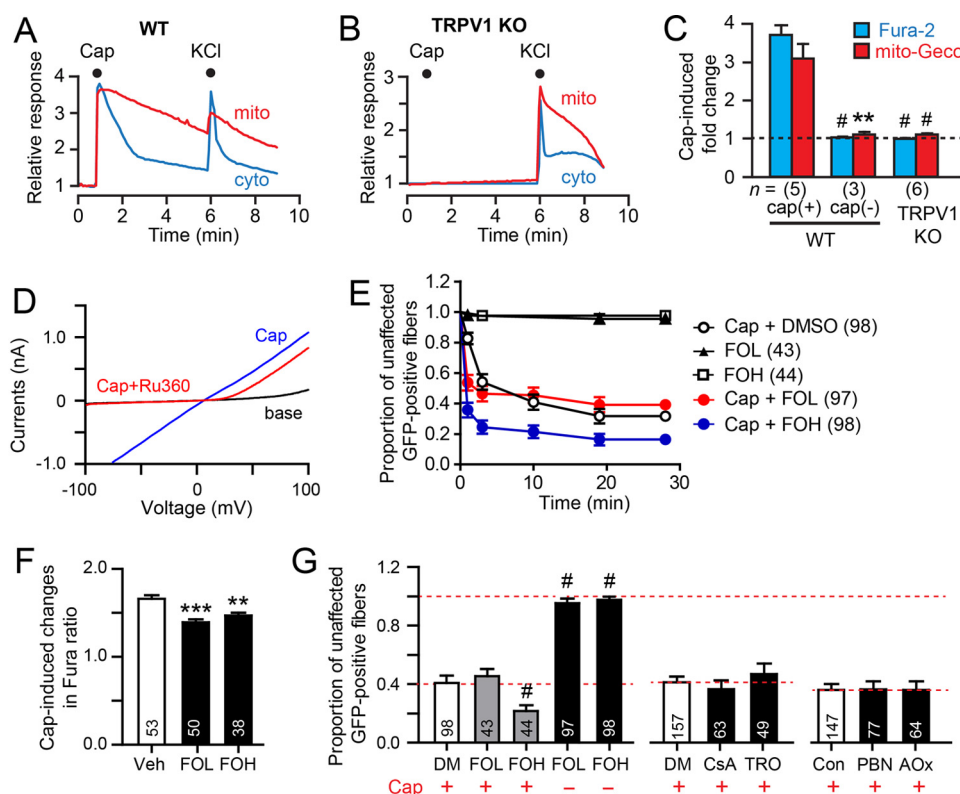 A WT
Cap KCl
Relative response
4
3
2
1
mito
cyto
0 2 4 6 8 10
Time (min)
B TRPV1 KO
Cap KCl
Relative response
4
3
2
1
mito
cyto
0 2 4 6 8 10
Time (min)
C
Cap-induced
fold change
4
3
2
1
0
Fura-2
mito-Geco
# ** # #
n = (5) (3) (6)
cap(+) cap(-) TRPV1
WT KO
D
Currents (nA)
1.0
0
-1.0
Cap
Cap+Ru360
base
-100 0 100
Voltage (mV)
E
Proportion of unaffected
GFP-positive fibers
1.2
1.0
0.8
0.6
0.4
0.2
0.0
0 10 20 30
Time (min)
Cap + DMSO (98)
FOL (43)
FOH (44)
Cap + FOL (97)
Cap + FOH (98)
F
Cap-induced changes
in Fura ratio
2.0
1.0
0.0
*** **
53 50 38
Veh FOL FOH
G
Proportion of unaffected
GFP-positive fibers
1.2
0.8
0.4
0.0
# # #
98 43 44 97 98 157 63 49 147 77 64
DM FOL FOH FOL FOH DM CsA TRO Con PBN AOx
Cap + + + – – + + + + + +